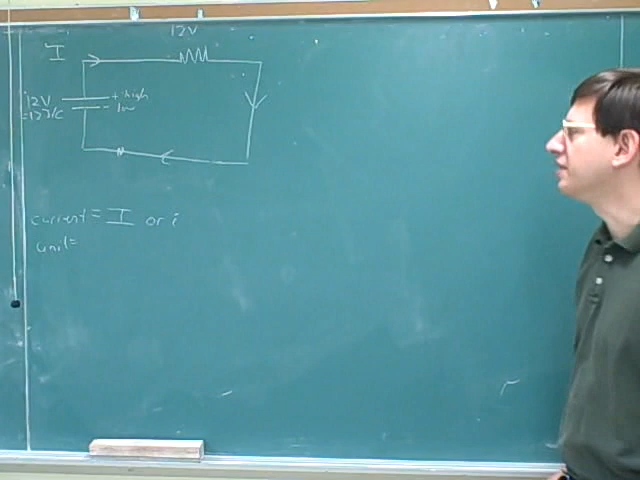 12V
I
12V + high
=12J/C - low
current = I or i
unit=